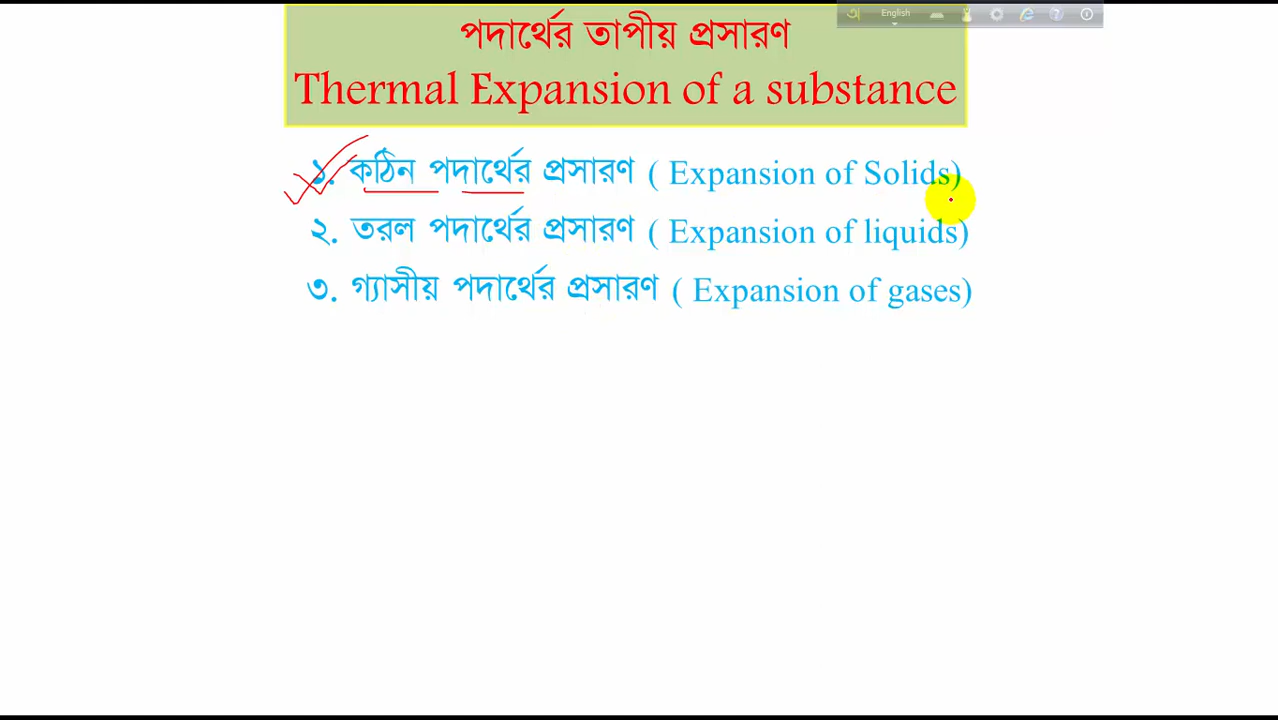 অ English
পদার্থের তাপীয় প্রসারণ
Thermal Expansion of a substance
১. কঠিন পদার্থের প্রসারণ ( Expansion of Solids)
২. তরল পদার্থের প্রসারণ ( Expansion of liquids)
৩. গ্যাসীয় পদার্থের প্রসারণ ( Expansion of gases)